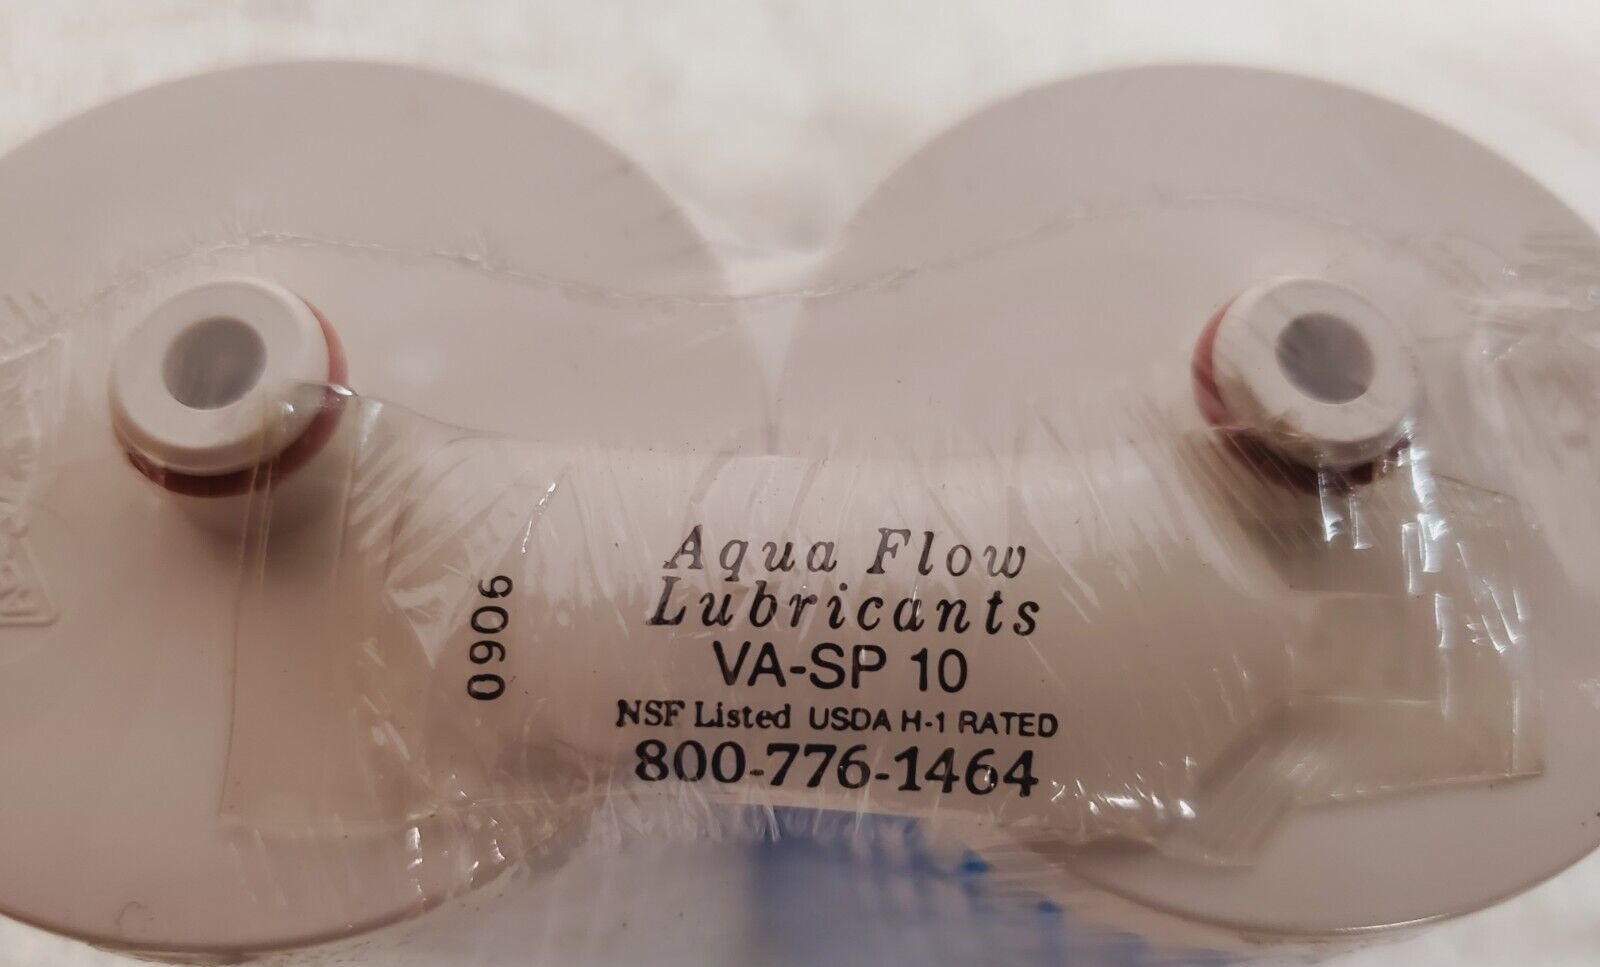 Aqua Flow
Lubricants
VA-SP 10
NSF Listed USDA H-1 RATED
800-776-1464
0906